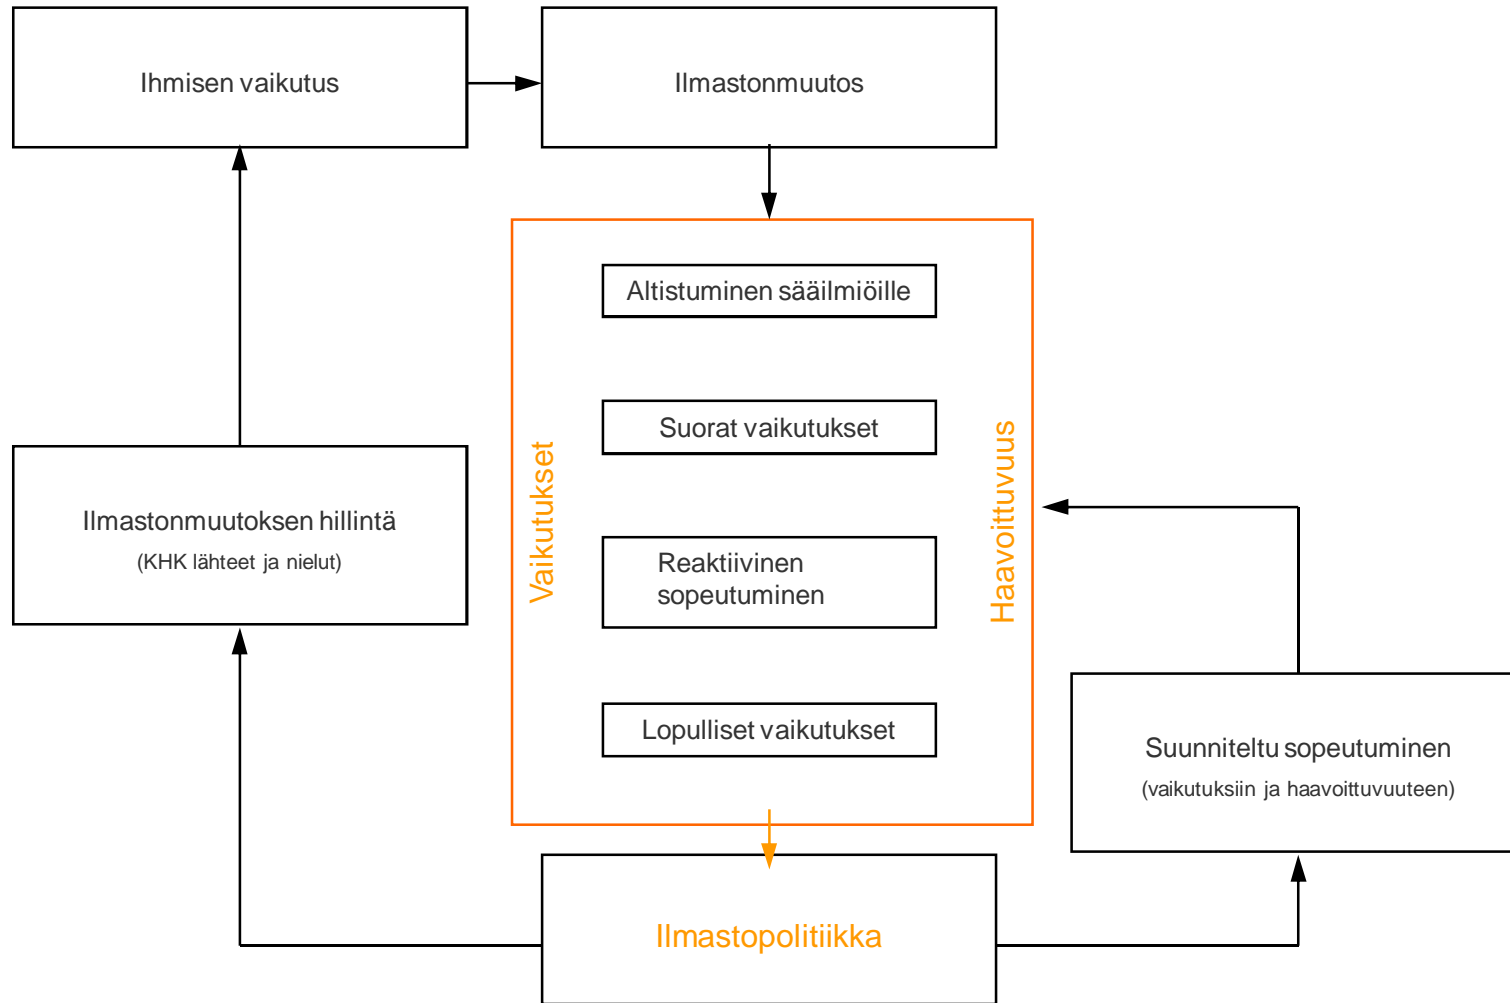 Ihmisen vaikutus
Ilmastonmuutos
Altistuminen sääilmiöille
Suorat vaikutukset
Vaikutukset
Haavoittuvuus
Ilmastonmuutoksen hillintä
(KHK lähteet ja nielut)
Reaktiivinen
sopeutuminen
Lopulliset vaikutukset
Suunniteltu sopeutuminen
(vaikutuksiin ja haavoittuvuuteen)
Ilmastopolitiikka